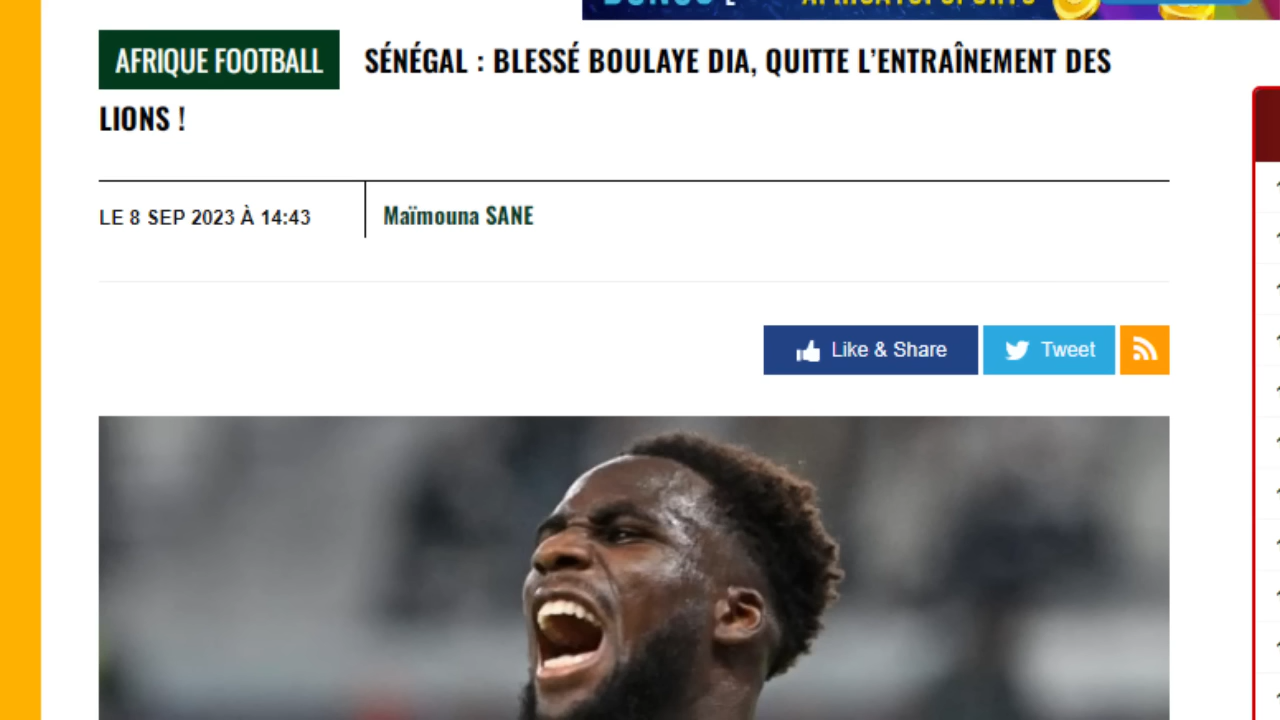 AFRIQUE FOOTBALL SÉNÉGAL : BLESSÉ BOULAYE DIA, QUITTE L’ENTRAÎNEMENT DES
LIONS !
LE 8 SEP 2023 À 14:43 Maïmouna SANE
Like & Share Tweet